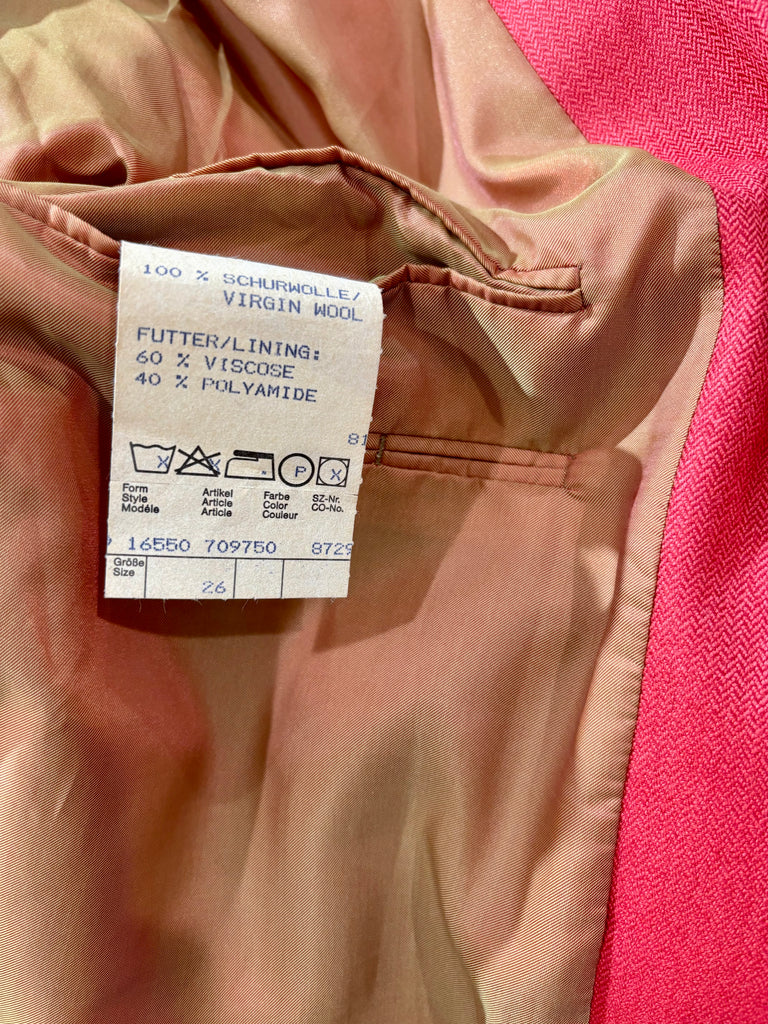 100 % SCHURWOLLE/
VIRGIN WOOL
FUTTER/LINING:
60 % VISCOSE
40 % POLYAMIDE
81
X X . P X
Form Artikel Farbe SZ-Nr.
Style Article Color CO-No.
Modéle Article Couleur
16550 709750 8729
Größe
Size
26